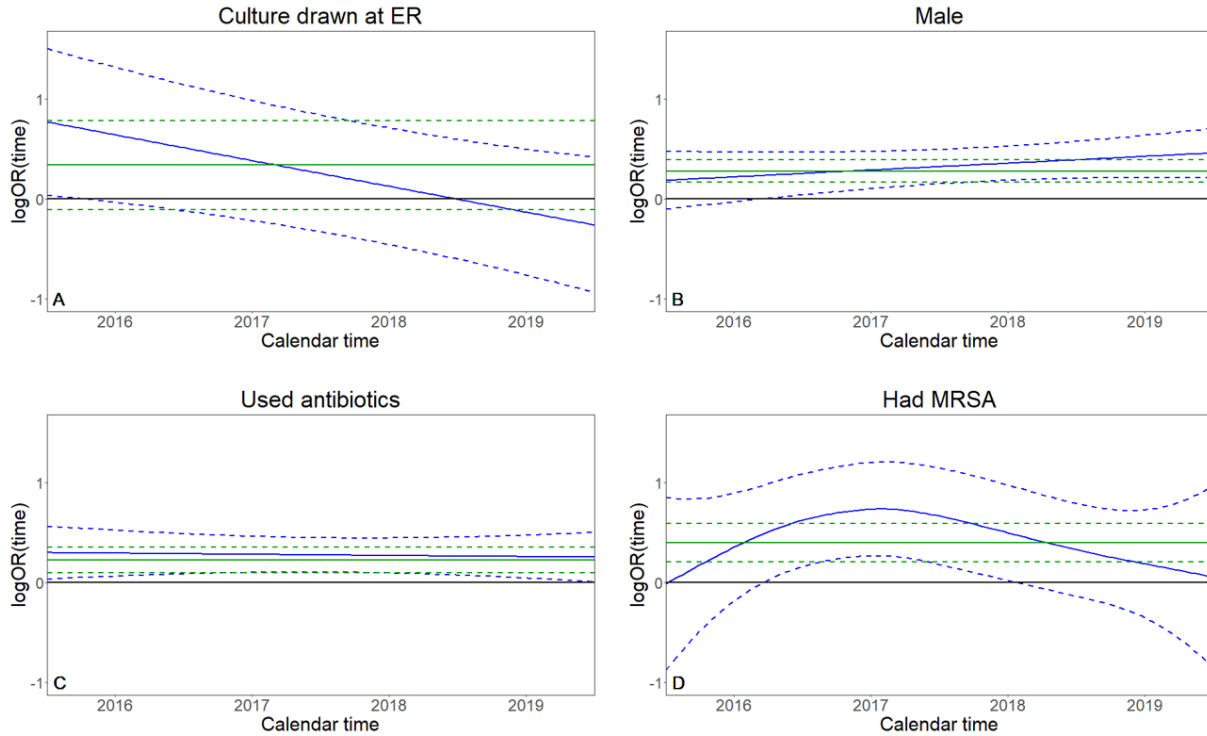 Culture drawn at ER
logOR(time)
1
0
-1
A
2016 2017 2018 2019
Calendar time
Male
logOR(time)
1
0
-1
B
2016 2017 2018 2019
Calendar time
Used antibiotics
logOR(time)
1
0
-1
C
2016 2017 2018 2019
Calendar time
Had MRSA
logOR(time)
1
0
-1
D
2016 2017 2018 2019
Calendar time